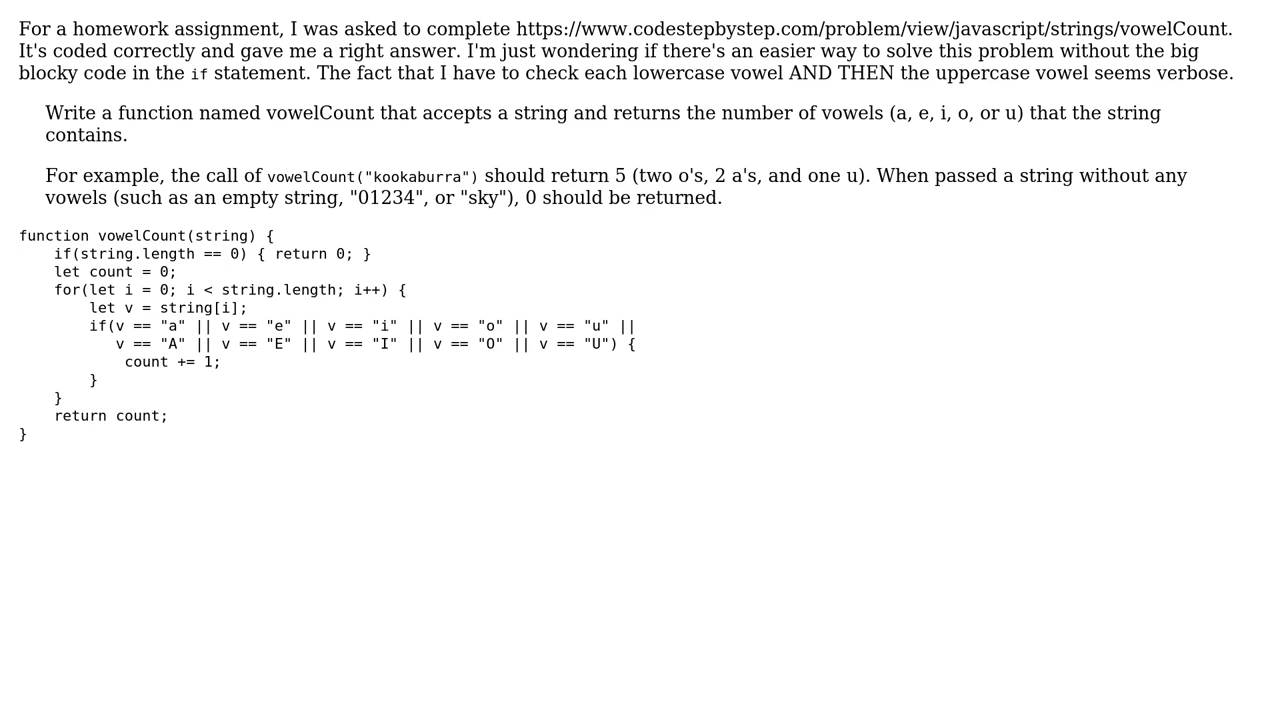 For a homework assignment, I was asked to complete https://www.codestepbystep.com/problem/view/javascript/strings/vowelCount.
It's coded correctly and gave me a right answer. I'm just wondering if there's an easier way to solve this problem without the big
blocky code in the if statement. The fact that I have to check each lowercase vowel AND THEN the uppercase vowel seems verbose.
Write a function named vowelCount that accepts a string and returns the number of vowels (a, e, i, o, or u) that the string
contains.
For example, the call of vowelCount("kookaburra") should return 5 (two o's, 2 a's, and one u). When passed a string without any
vowels (such as an empty string, "01234", or "sky"), 0 should be returned.
function vowelCount(string) {
    if(string.length == 0) { return 0; }
    let count = 0;
    for(let i = 0; i < string.length; i++) {
        let v = string[i];
        if(v == "a" || v == "e" || v == "i" || v == "o" || v == "u" ||
           v == "A" || v == "E" || v == "I" || v == "O" || v == "U") {
            count += 1;
        }
    }
    return count;
}